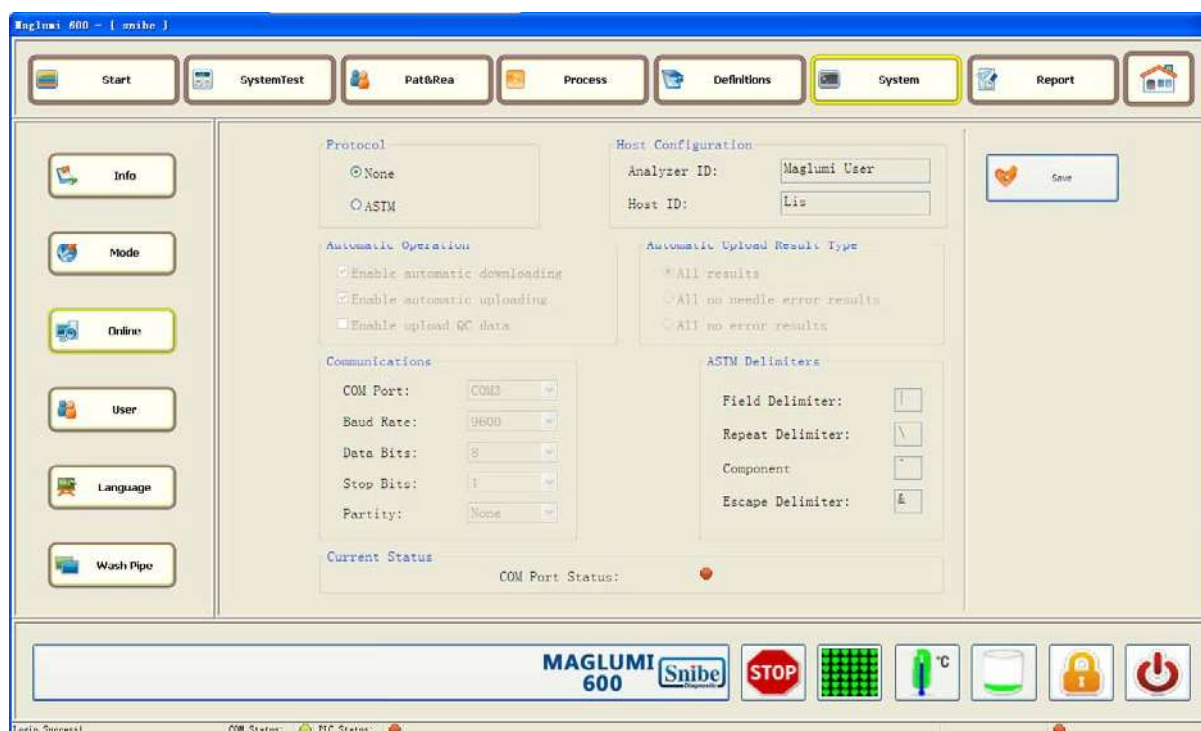 Maglumi 600 - { snibe }
Start SystemTest Pat&Rea Process Definitions System Report
Info
Mode
Online
User
Language
Wash Pipe
Protocol
None
ASTM
Host Configuration
Analyzer ID: Maglumi User
Host ID: Lis
Save
Automatic Operation
Enable automatic downloading
Enable automatic uploading
Enable upload QC data
Automatic Upload Result Type
All results
All no needle error results
All no error results
Communications
COM Port: COM3
Baud Rate: 9600
Data Bits: 8
Stop Bits: 1
Partity: None
ASTM Delimiters
Field Delimiter: |
Repeat Delimiter: \
Component ^
Escape Delimiter: &
Current Status
COM Port Status:
MAGLUMI
600
Snibe
Diagnostic
STOP
°C
Login Success! COM Status: PLC Status: